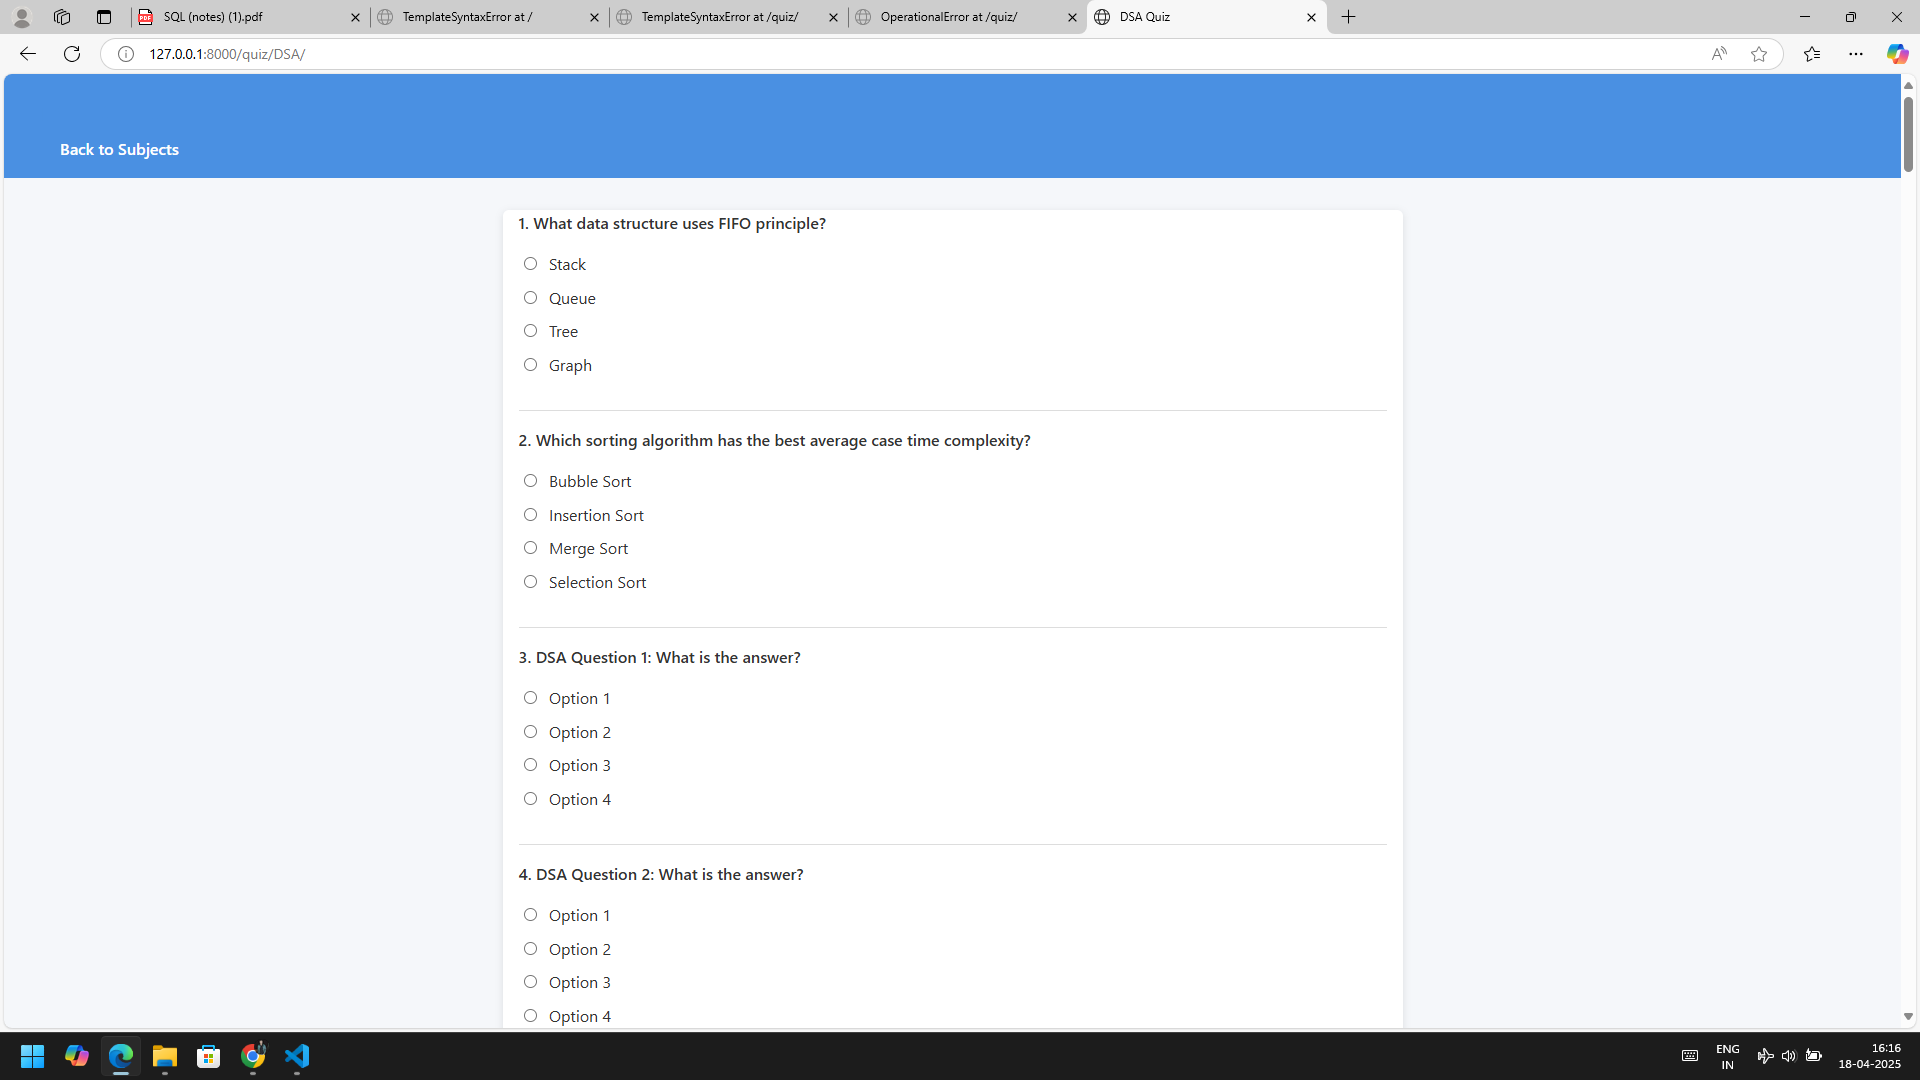 SQL (notes) (1).pdf
TemplateSyntaxError at /
TemplateSyntaxError at /quiz/
OperationalError at /quiz/
DSA Quiz
127.0.0.1:8000/quiz/DSA/
Back to Subjects
1. What data structure uses FIFO principle?
Stack
Queue
Tree
Graph
2. Which sorting algorithm has the best average case time complexity?
Bubble Sort
Insertion Sort
Merge Sort
Selection Sort
3. DSA Question 1: What is the answer?
Option 1
Option 2
Option 3
Option 4
4. DSA Question 2: What is the answer?
Option 1
Option 2
Option 3
Option 4
ENG
IN
16:16
18-04-2025